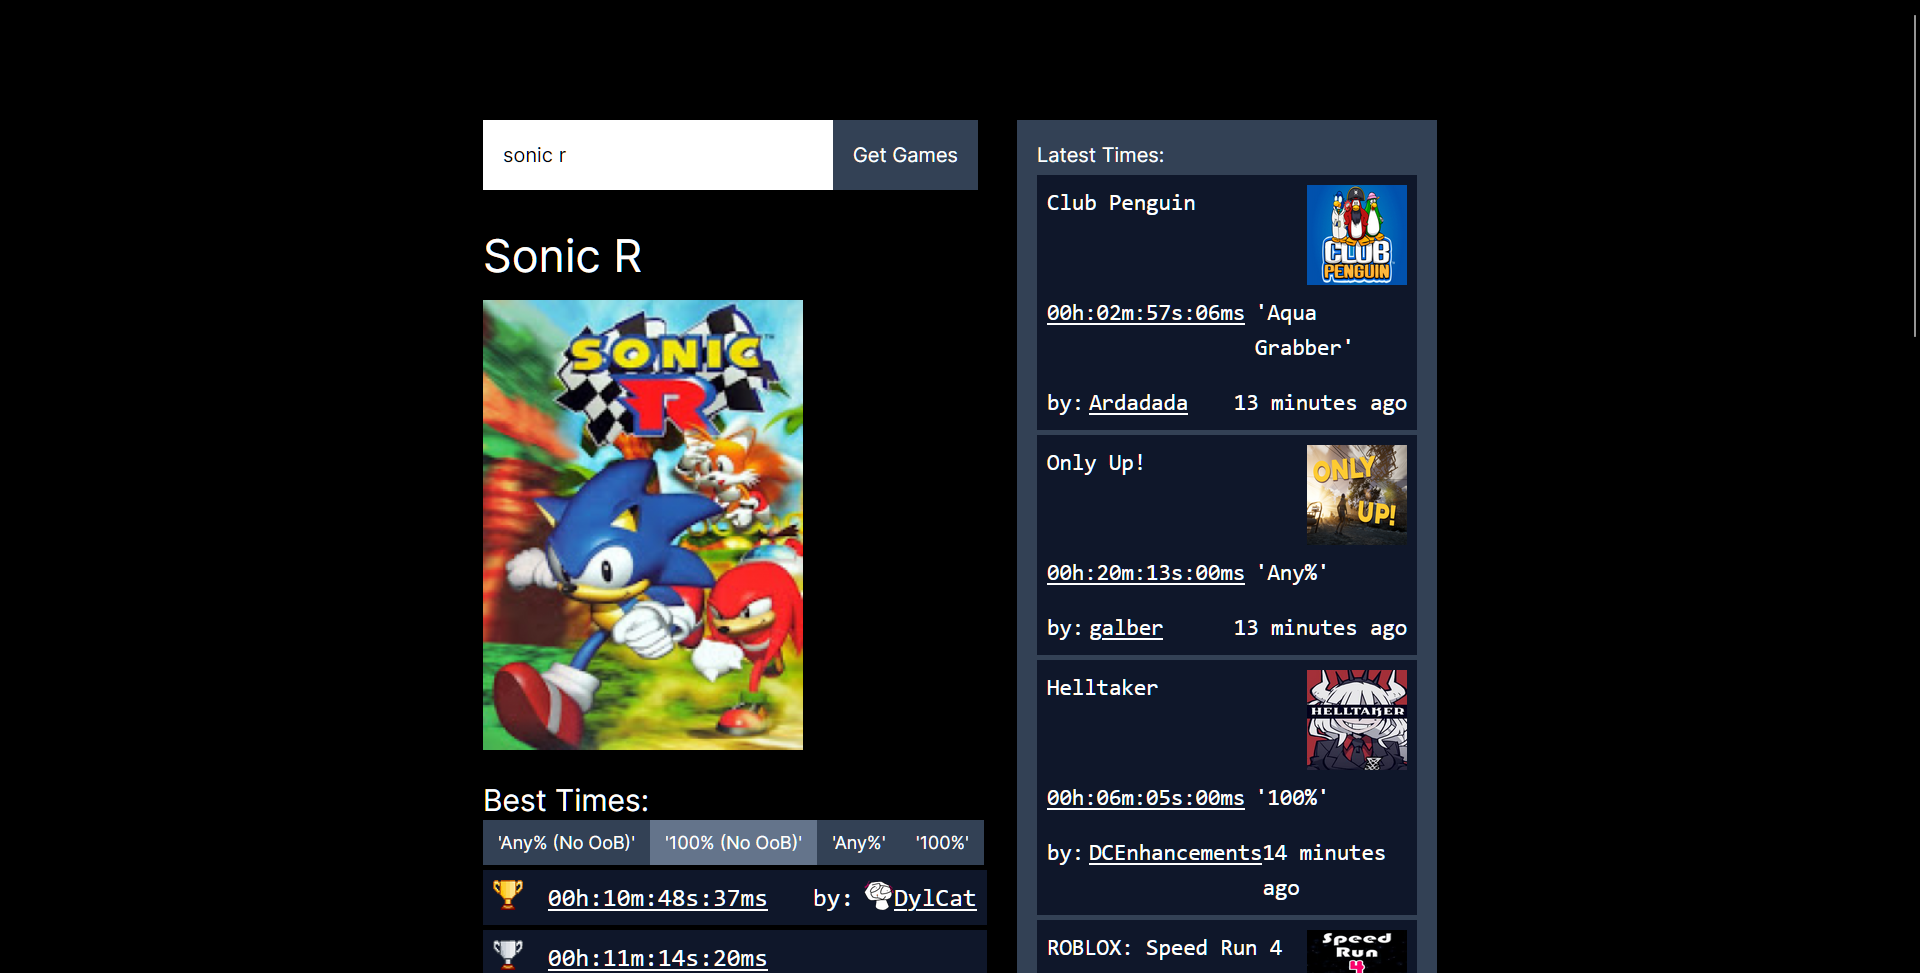 sonic r
Get Games
Sonic R
SONIC
R
Best Times:
'Any% (No OoB)'
'100% (No OoB)'
'Any%'
'100%'
00h:10m:48s:37ms
by: DylCat
00h:11m:14s:20ms
Latest Times:
Club Penguin
CLUB
PENGUIN
00h:02m:57s:06ms 'Aqua
Grabber'
by: Ardadada
13 minutes ago
Only Up!
ONLY
UP!
00h:20m:13s:00ms 'Any%'
by: galber
13 minutes ago
Helltaker
HELLTAKER
00h:06m:05s:00ms '100%'
by: DCEnhancements
14 minutes
ago
ROBLOX: Speed Run 4
Speed
Run
4